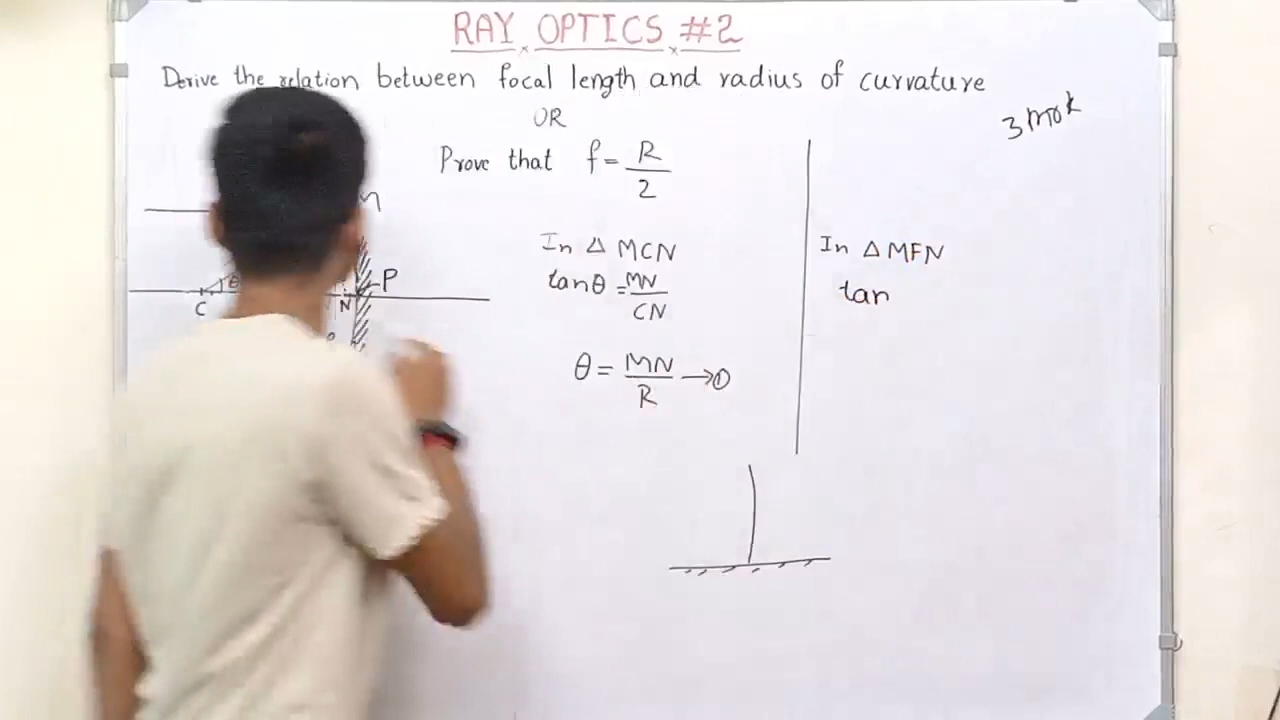 RAY OPTICS #2
Derive the relation between focal length and radius of curvature
OR
3 mok
Prove that f = R/2
In Δ MCN
tanθ = MN/CN
θ = MN/R → ①
In Δ MFN
tan
P
C
θ
N